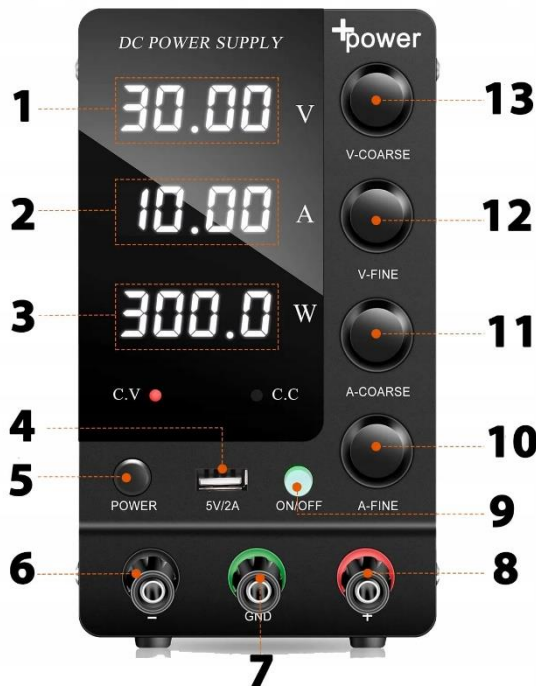 DC POWER SUPPLY
+power
1
30.00 V
13
V-COARSE
2
10.00 A
12
V-FINE
3
300.0 W
11
A-COARSE
C.V
C.C
4
10
5
POWER
5V/2A
ON/OFF
A-FINE
9
6
8
-
GND
+
7